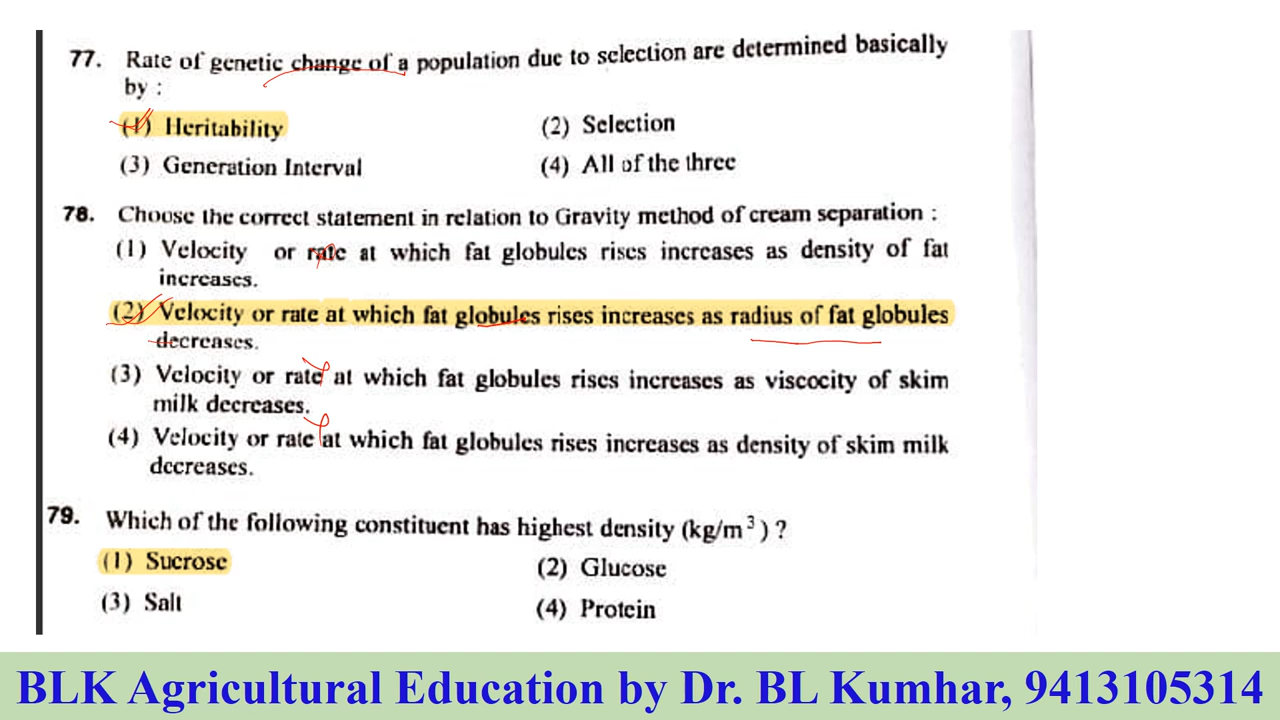 77. Rate of genetic change of a population due to selection are determined basically
by :
(1) Heritability (2) Selection
(3) Generation Interval (4) All of the three
78. Choose the correct statement in relation to Gravity method of cream separation :
(1) Velocity or rate at which fat globules rises increases as density of fat
increases.
(2) Velocity or rate at which fat globules rises increases as radius of fat globules
decreases.
(3) Velocity or rate at which fat globules rises increases as viscocity of skim
milk decreases.
(4) Velocity or rate at which fat globules rises increases as density of skim milk
decreases.
79. Which of the following constituent has highest density (kg/m³) ?
(1) Sucrose (2) Glucose
(3) Salt (4) Protein
BLK Agricultural Education by Dr. BL Kumhar, 9413105314